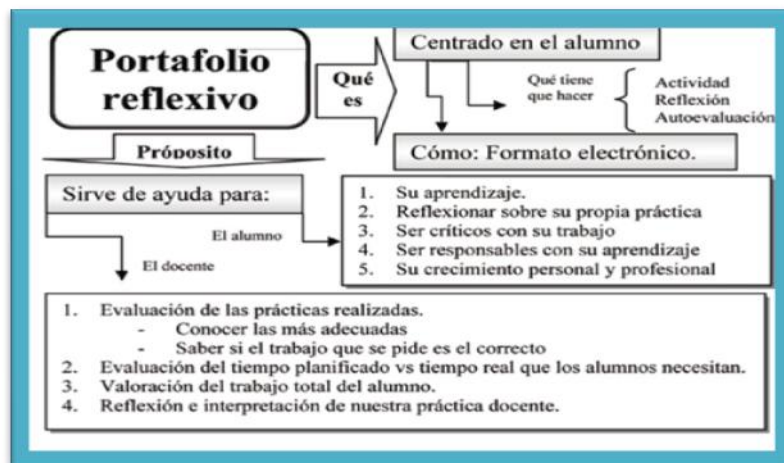 Portafolio
reflexivo
Qué
es
Centrado en el alumno
Qué tiene
que hacer
Actividad
Reflexión
Autoevaluación
Cómo: Formato electrónico.
Próposito
Sirve de ayuda para:
El alumno
1. Su aprendizaje.
2. Reflexionar sobre su propia práctica
3. Ser críticos con su trabajo
4. Ser responsables con su aprendizaje
5. Su crecimiento personal y profesional
El docente
1. Evaluación de las prácticas realizadas.
- Conocer las más adecuadas
- Saber si el trabajo que se pide es el correcto
2. Evaluación del tiempo planificado vs tiempo real que los alumnos necesitan.
3. Valoración del trabajo total del alumno.
4. Reflexión e interpretación de nuestra práctica docente.